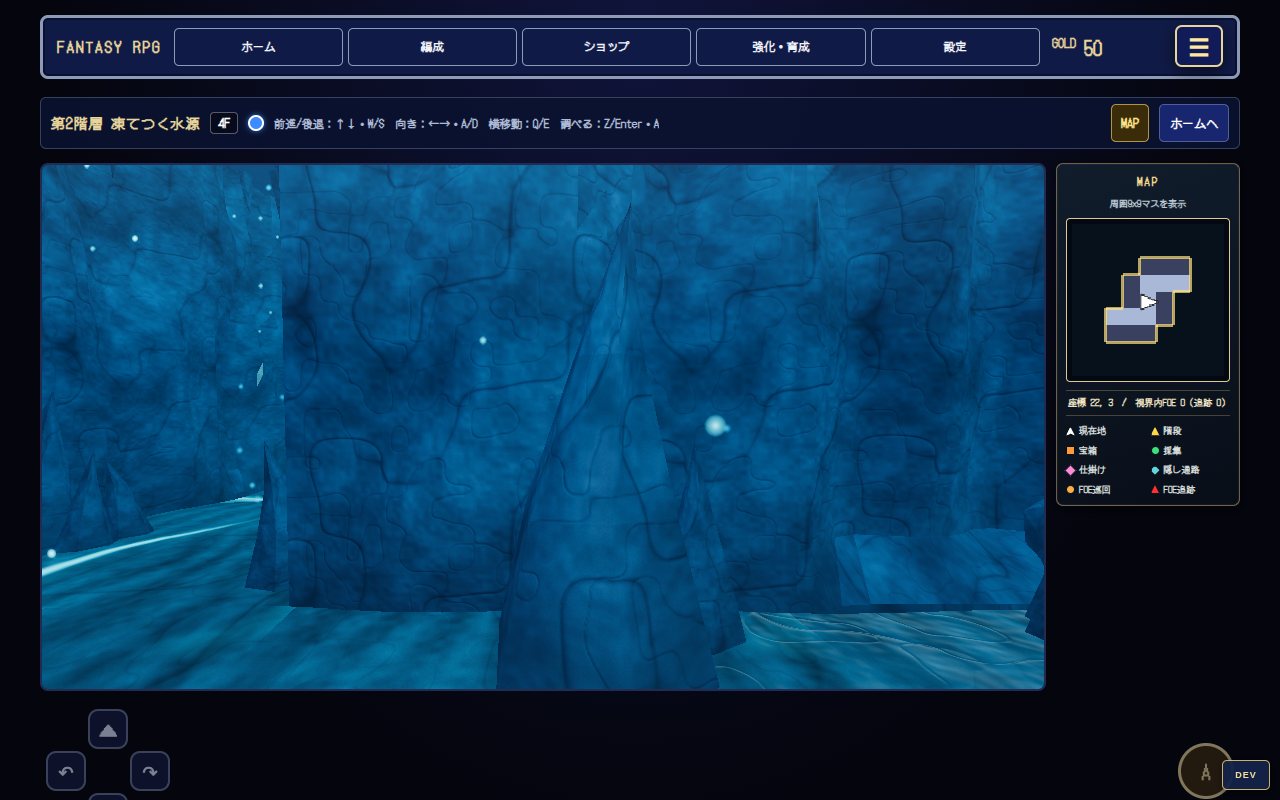 FANTASY RPG
ホーム
編成
ショップ
強化・育成
設定
GOLD 50
第2階層 凍てつく水源
4F
前進/後退：↑↓・W/S 向き：←→・A/D 横移動：Q/E 調べる：Z/Enter・A
MAP
ホームへ
MAP
周囲9x9マスを表示
座標 22, 3 / 視界内FOE 0 (追跡 0)
現在地
階段
宝箱
採集
仕掛け
隠し通路
FOE巡回
FOE追跡
A
DEV